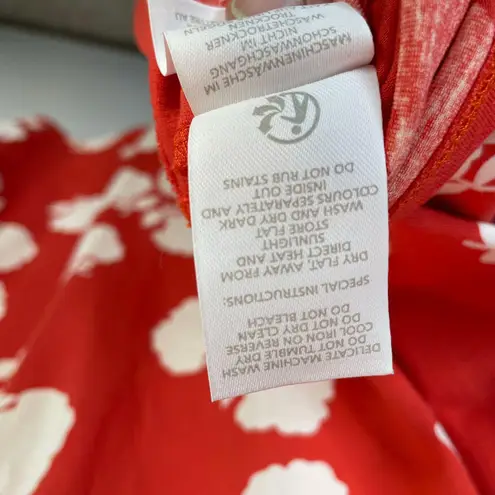 DELICATE MACHINE WASH
DO NOT TUMBLE DRY
COOL IRON ON REVERSE
DO NOT DRY CLEAN
DO NOT BLEACH
SPECIAL INSTRUCTIONS:
DRY FLAT, AWAY FROM
DIRECT HEAT AND
SUNLIGHT
STORE FLAT
WASH AND DRY DARK
COLOURS SEPARATELY AND
INSIDE OUT
DO NOT RUB STAINS
MASCHINENWÄSCHE IM
SCHONWASCHGANG
NICHT IM
WÄSCHETROCKNER